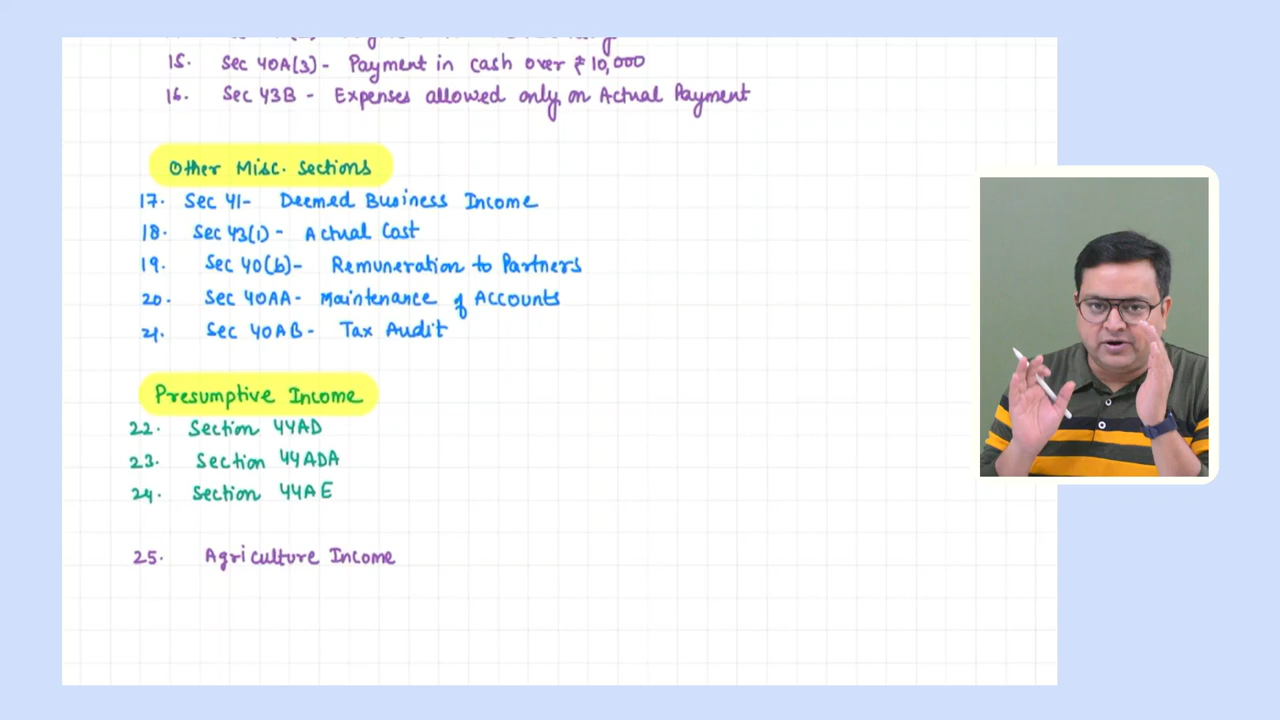 15. Sec 40A(3) - Payment in cash over ₹10,000
16. Sec 43B - Expenses allowed only on Actual Payment
Other Misc. Sections
17. Sec 41- Deemed Business Income
18. Sec 43(1) - Actual Cost
19. Sec 40(b)- Remuneration to Partners
20. Sec 40AA- Maintenance of Accounts
21. Sec 40AB- Tax Audit
Presumptive Income
22. Section 44AD
23. Section 44ADA
24. Section 44AE
25. Agriculture Income